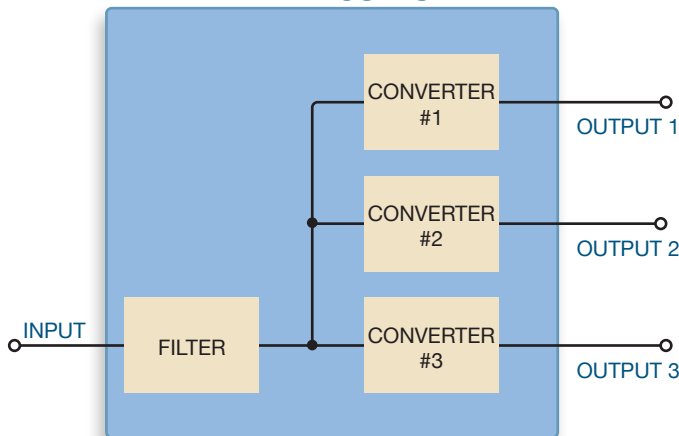 CONVERTER
#1
OUTPUT 1
CONVERTER
#2
OUTPUT 2
INPUT
FILTER
CONVERTER
#3
OUTPUT 3